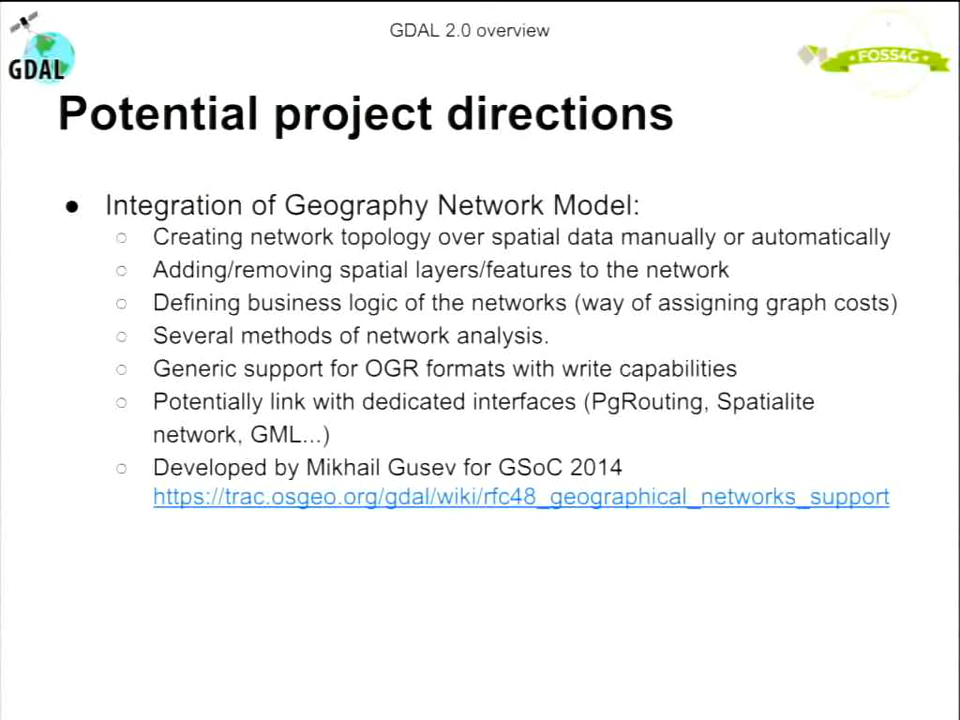 GDAL 2.0 overview
GDAL
FOSS4G
Potential project directions
● Integration of Geography Network Model:
○ Creating network topology over spatial data manually or automatically
○ Adding/removing spatial layers/features to the network
○ Defining business logic of the networks (way of assigning graph costs)
○ Several methods of network analysis.
○ Generic support for OGR formats with write capabilities
○ Potentially link with dedicated interfaces (PgRouting, Spatialite
network, GML...)
○ Developed by Mikhail Gusev for GSoC 2014
https://trac.osgeo.org/gdal/wiki/rfc48_geographical_networks_support